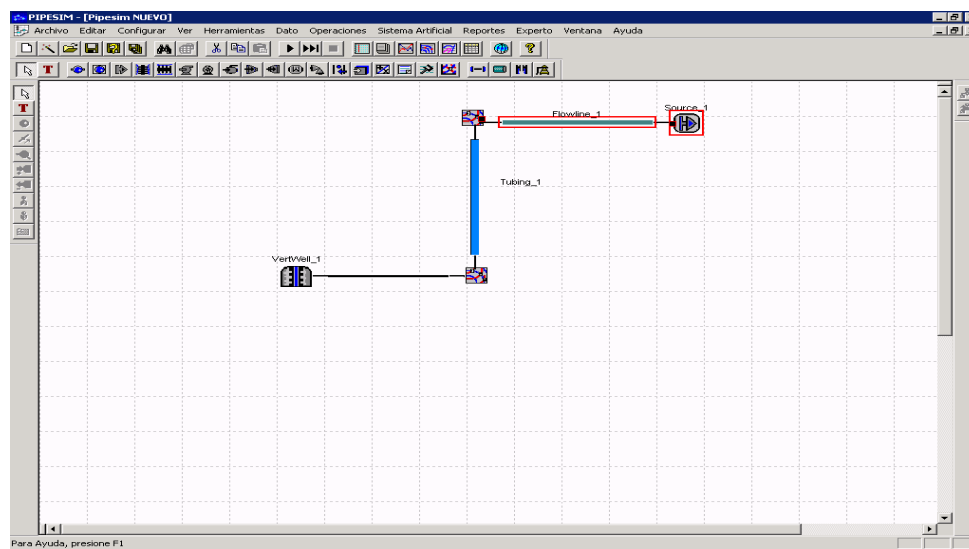 PIPESIM - [Pipesim NUEVO]
Archivo Editar Configurar Ver Herramientas Dato Operaciones Sistema Artificial Reportes Experto Ventana Ayuda
T
T
Flowline_1
Source_1
Tubing_1
VertWell_1
Para Ayuda, presione F1